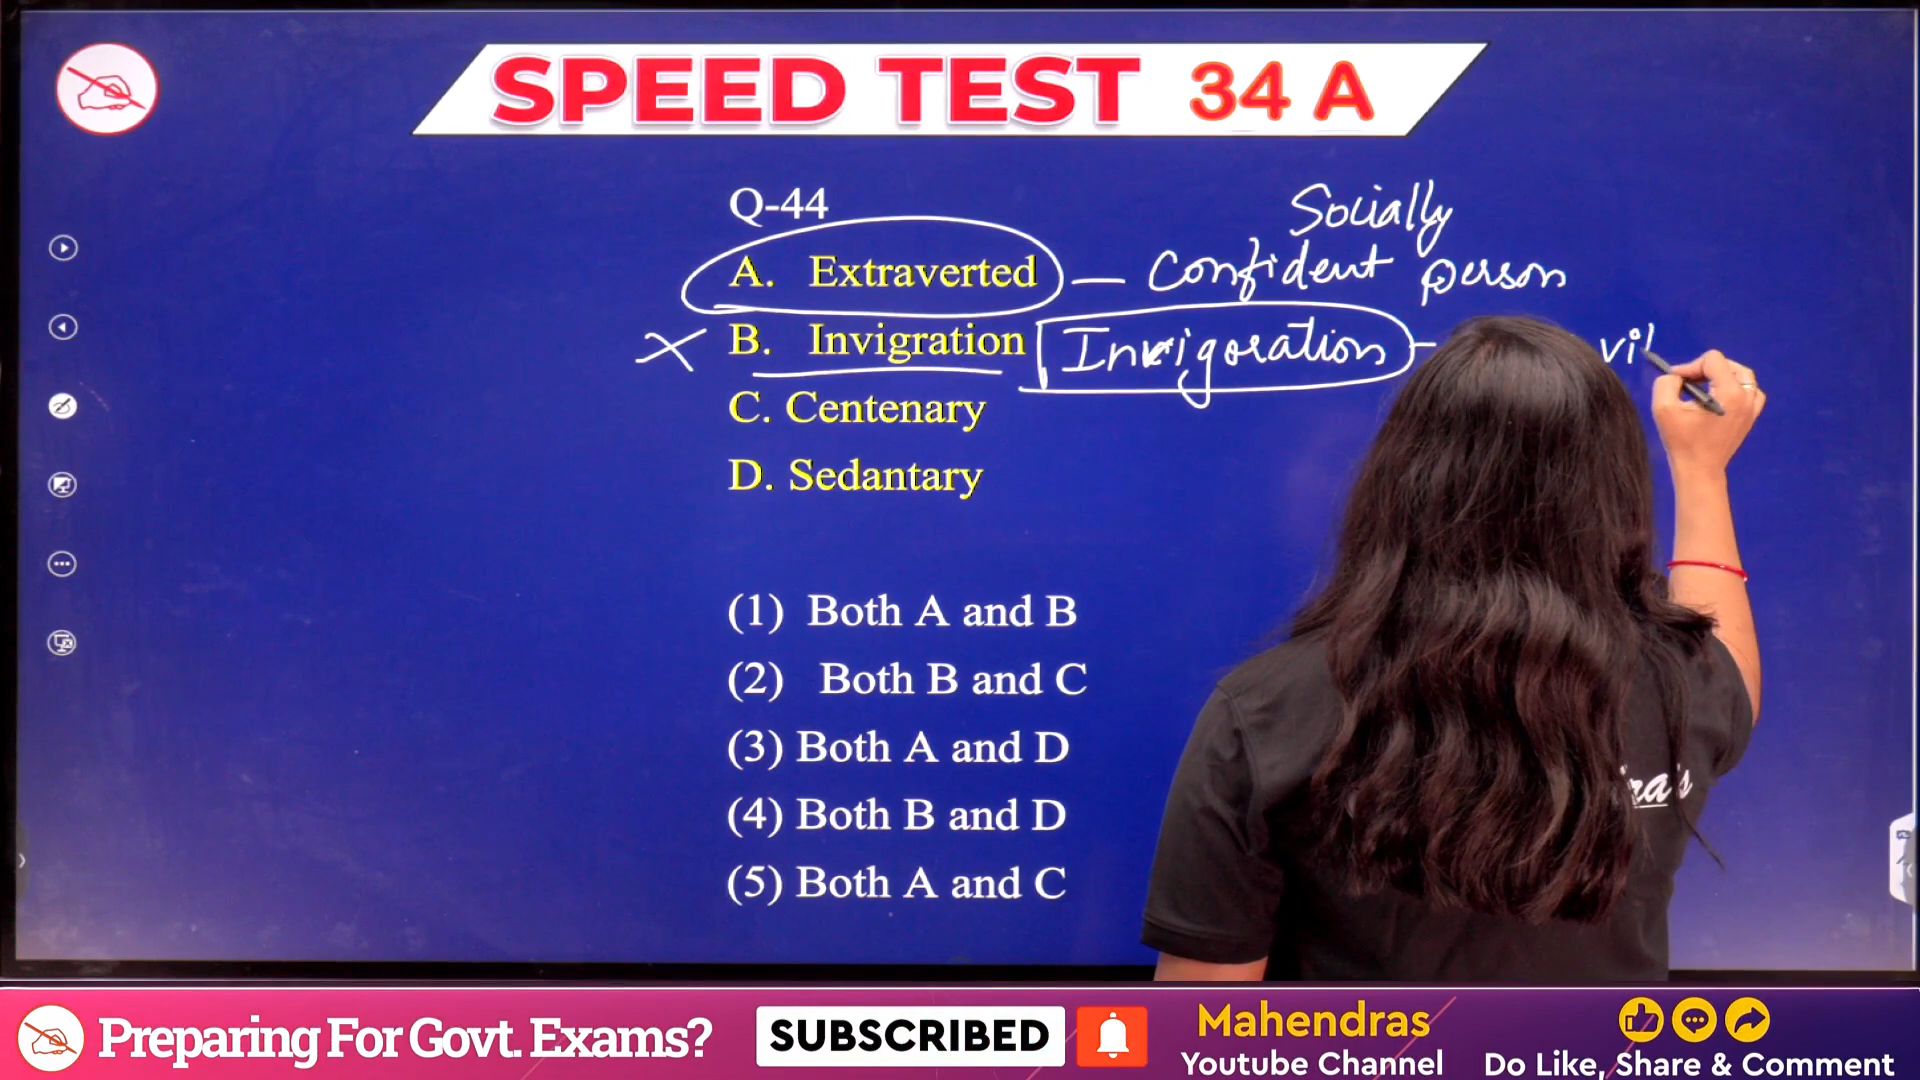 SPEED TEST 34 A
Q-44
Socially
A. Extraverted — Confident person
B. Invigration Invigoration –
C. Centenary
D. Sedantary
(1) Both A and B
(2) Both B and C
(3) Both A and D
(4) Both B and D
(5) Both A and C
Preparing For Govt. Exams?
SUBSCRIBED
Mahendras
Youtube Channel
Do Like, Share & Comment